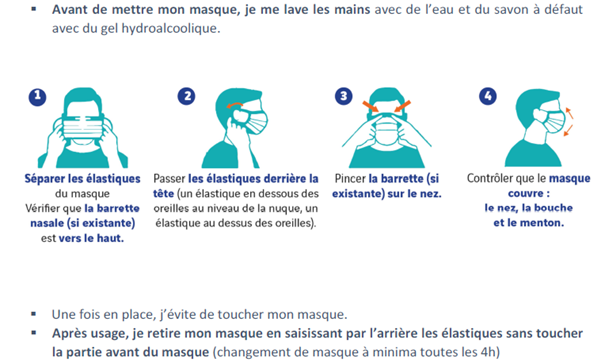 Avant de mettre mon masque, je me lave les mains avec de l'eau et du savon à défaut
avec du gel hydroalcoolique.
1
Séparer les élastiques
du masque
Vérifier que la barrette
nasale (si existante)
est vers le haut.
2
Passer les élastiques derrière la
tête (un élastique en dessous des
oreilles au niveau de la nuque, un
élastique au dessus des oreilles).
3
Pincer la barrette (si
existante) sur le nez.
4
Contrôler que le masque
couvre :
le nez, la bouche
et le menton.
Une fois en place, j'évite de toucher mon masque.
Après usage, je retire mon masque en saisissant par l'arrière les élastiques sans toucher
la partie avant du masque (changement de masque à minima toutes les 4h)